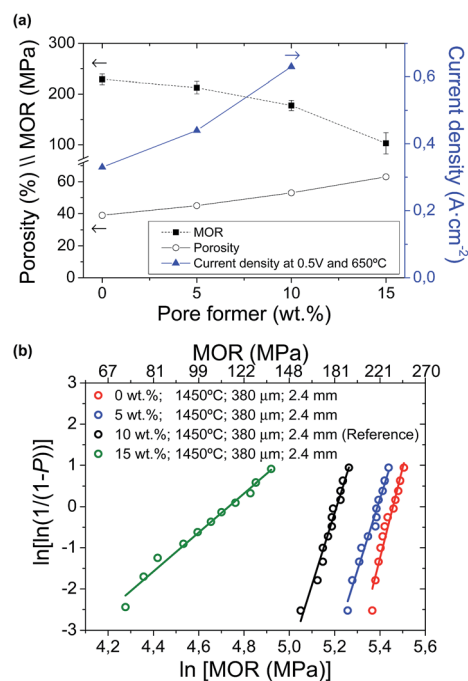 (a)
300
200
100
60
40
20
0
Porosity (%) \\ MOR (MPa)
0,6
0,4
0,2
0,0
Current density
(A·cm-2)
MOR
Porosity
Current density at 0.5V and 650ºC
0 5 10 15
Pore former (wt.%)
(b)
MOR (MPa)
67 81 99 121 148 181 221 270
0 wt.%; 1450ºC; 380 µm; 2.4 mm
5 wt.%; 1450ºC; 380 µm; 2.4 mm
10 wt.%; 1450ºC; 380 µm; 2.4 mm (Reference)
15 wt.%; 1450ºC; 380 µm; 2.4 mm
3
2
1
0
-1
-2
-3
ln[ln(1/(1-P))]
4,2 4,4 4,6 4,8 5,0 5,2 5,4 5,6
ln [MOR (MPa)]